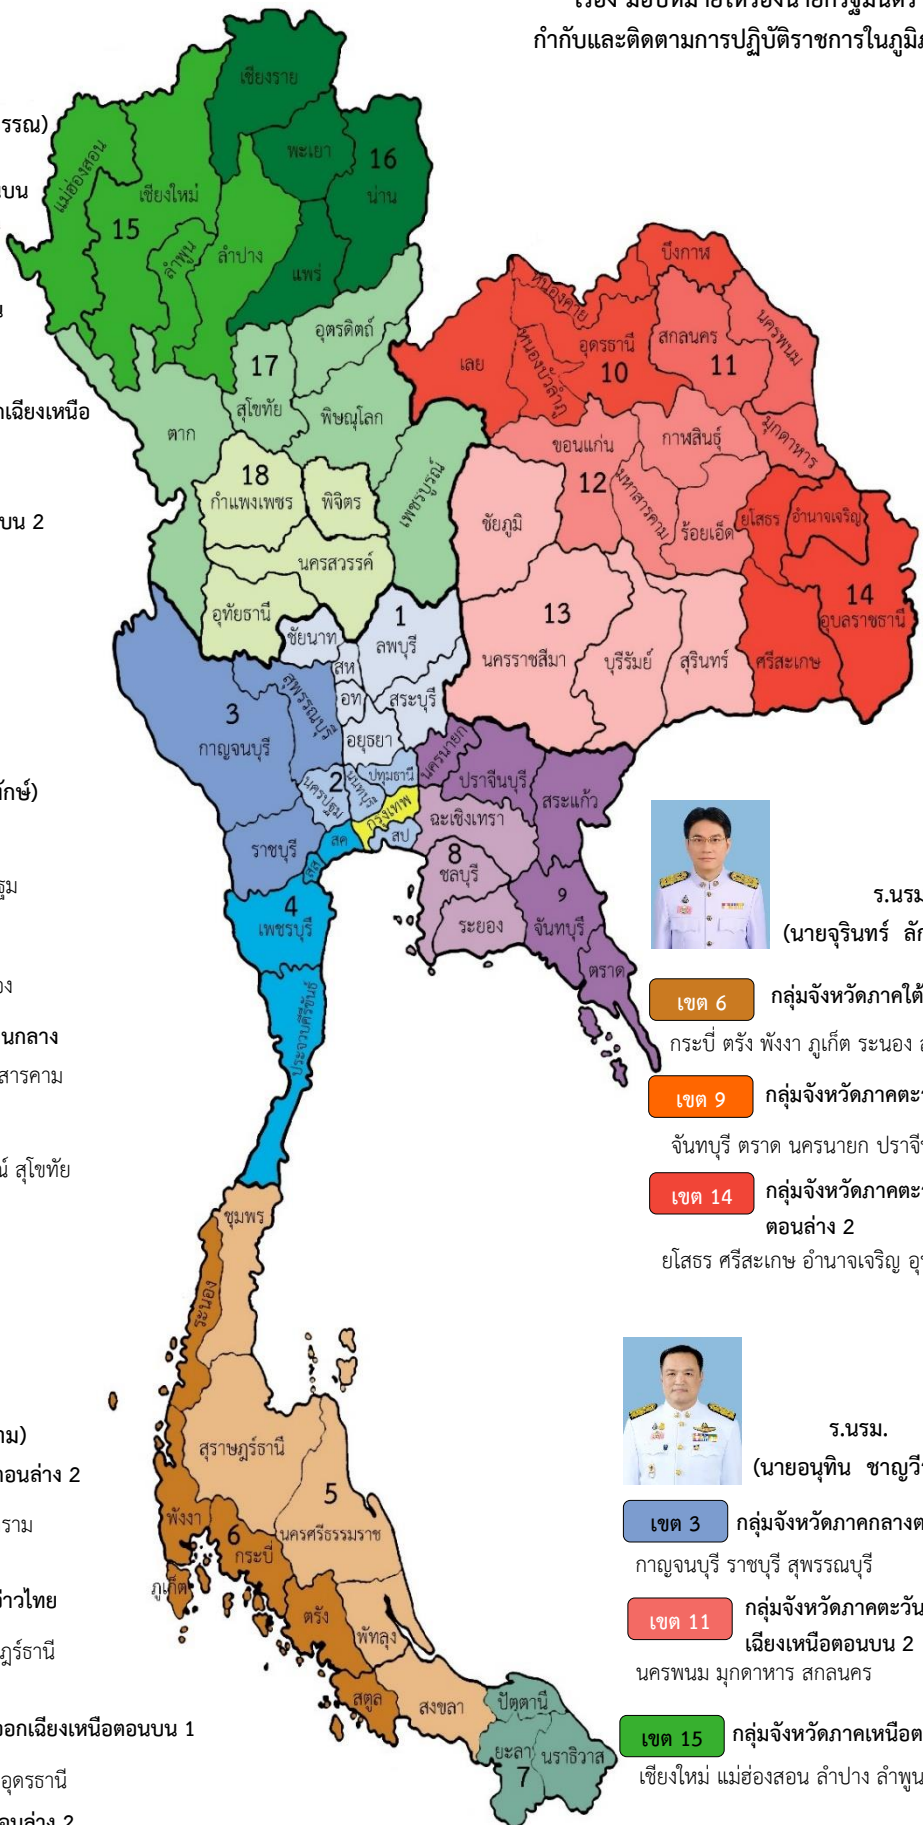 กำกับและติดตามการปฏิบัติราชการในภูมิภ
เชียงราย
พะเยา
16
น่าน
แม่ฮ่องสอน
เชียงใหม่
15
ลำพูน
ลำปาง
แพร่
บึงกาฬ
หนองคาย
อุตรดิตถ์
สกลนคร
นครพนม
อุดรธานี
17
เลย
หนองบัวลำภู
10
11
สุโขทัย
พิษณุโลก
ตาก
ขอนแก่น
กาฬสินธุ์
มุกดาหาร
18
กำแพงเพชร
พิจิตร
เพชรบูรณ์
12
มหาสารคาม
ชัยภูมิ
ร้อยเอ็ด
ยโสธร
อำนาจเจริญ
นครสวรรค์
14
อุบลราชธานี
อุทัยธานี
1
13
ชัยนาท
ลพบุรี
นครราชสีมา
บุรีรัมย์
สุรินทร์
ศรีสะเกษ
สห
สุพรรณบุรี
อท
สระบุรี
3
กาญจนบุรี
อยุธยา
นครนายก
ปทุมธานี
ปราจีนบุรี
2
นครปฐม
นนทบุรี
สระแก้ว
กรุงเทพ
ฉะเชิงเทรา
สค
สป
ราชบุรี
สส
8
ชลบุรี
4
เพชรบุรี
ระยอง
9
จันทบุรี
ตราด
ประจวบคีรีขันธ์
ชุมพร
ระนอง
สุราษฎร์ธานี
5
นครศรีธรรมราช
พังงา
6
กระบี่
ภูเก็ต
ตรัง
พัทลุง
สตูล
สงขลา
ปัตตานี
ยะลา
นราธิวาส
7
รรณ)
นบน
น
กเฉียงเหนือ
บน 2
ักษ์)
ฐม
อง
นกลาง
สารคาม
ณ์ สุโขทัย
าม)
ตอนล่าง 2
ราม
อ่าวไทย
ฎร์ธานี
ออกเฉียงเหนือตอนบน 1
อุดรธานี
ร.นรม
(นายจุรินทร์ ลัก
เขต 6 กลุ่มจังหวัดภาคใต้
กระบี่ ตรัง พังงา ภูเก็ต ระนอง ส
เขต 9 กลุ่มจังหวัดภาคตะ
จันทบุรี ตราด นครนายก ปราจีน
เขต 14 กลุ่มจังหวัดภาคตะ
ตอนล่าง 2
ยโสธร ศรีสะเกษ อำนาจเจริญ อุ
ร.นรม.
(นายอนุทิน ชาญวี
เขต 3 กลุ่มจังหวัดภาคกลางต
กาญจนบุรี ราชบุรี สุพรรณบุรี
เขต 11 กลุ่มจังหวัดภาคตะวัน
เฉียงเหนือตอนบน 2
นครพนม มุกดาหาร สกลนคร
เขต 15 กลุ่มจังหวัดภาคเหนือต
เชียงใหม่ แม่ฮ่องสอน ลำปาง ลำพูน